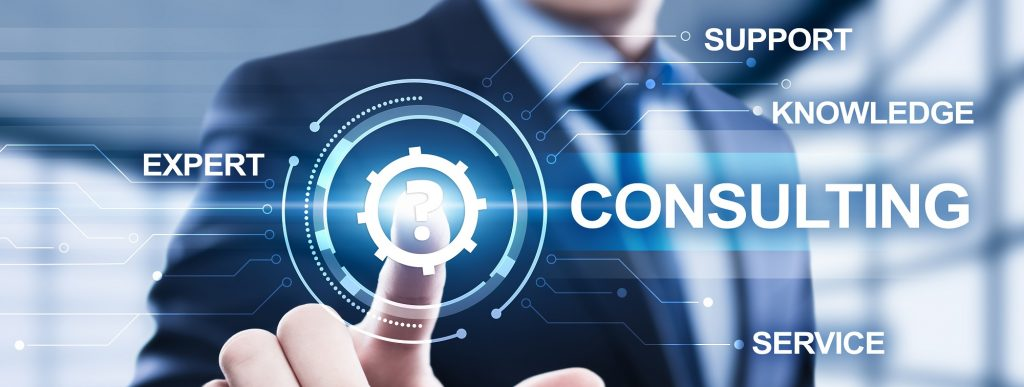 SUPPORT
KNOWLEDGE
EXPERT
?
CONSULTING
SERVICE